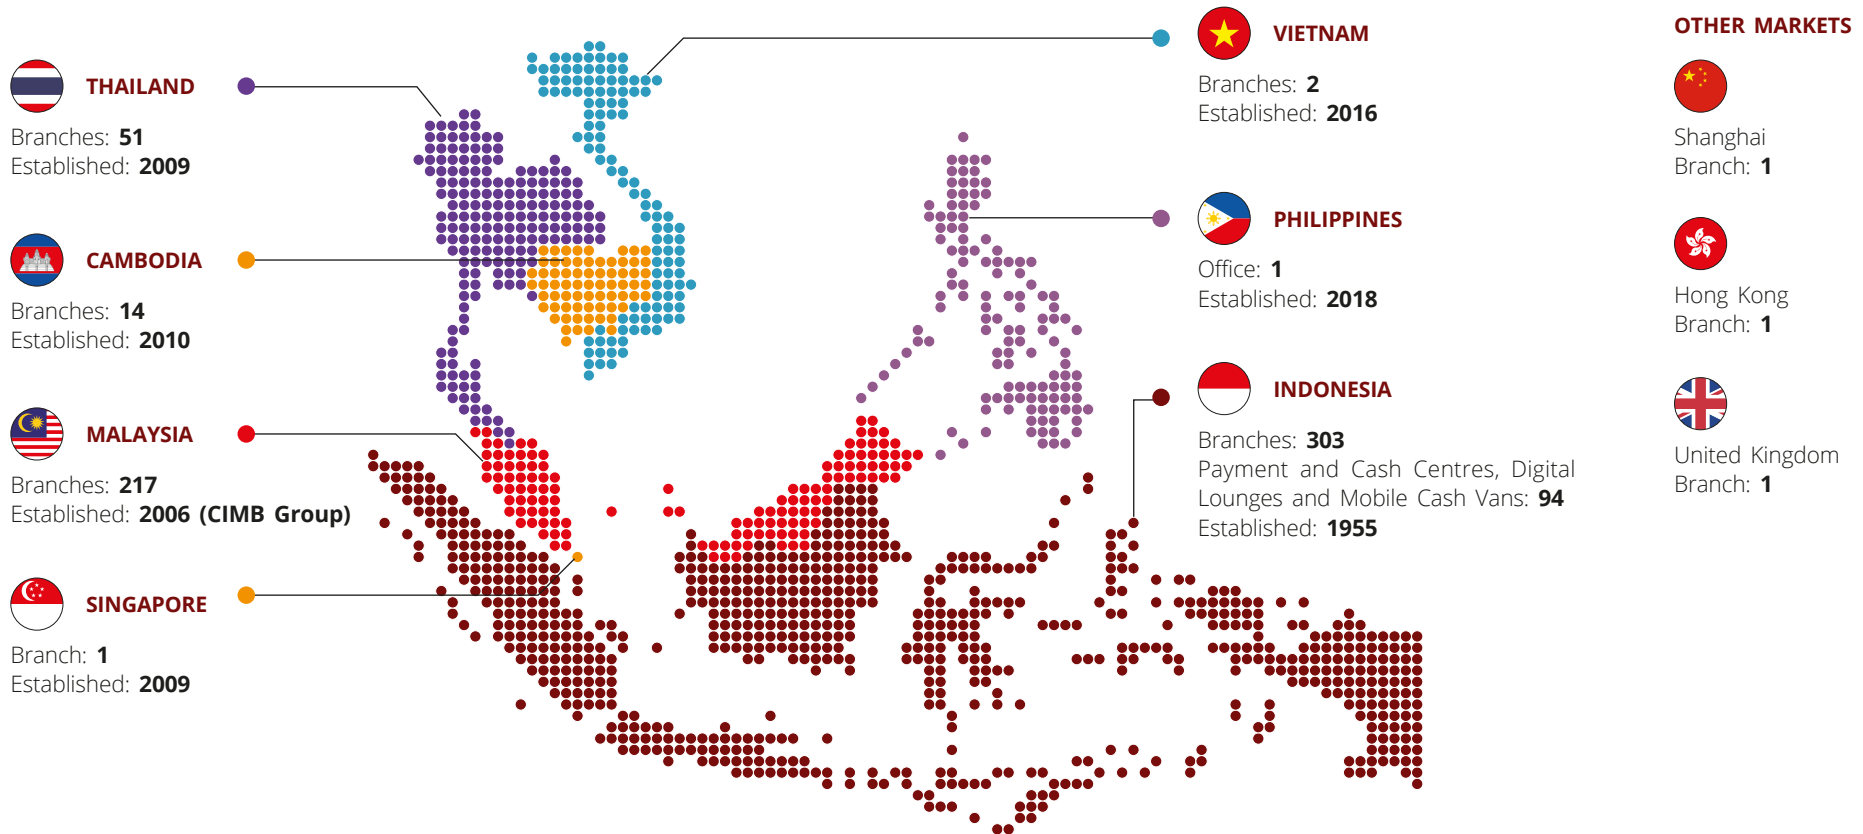 THAILAND
Branches: 51
Established: 2009
CAMBODIA
Branches: 14
Established: 2010
MALAYSIA
Branches: 217
Established: 2006 (CIMB Group)
SINGAPORE
Branch: 1
Established: 2009
VIETNAM
Branches: 2
Established: 2016
PHILIPPINES
Office: 1
Established: 2018
INDONESIA
Branches: 303
Payment and Cash Centres, Digital
Lounges and Mobile Cash Vans: 94
Established: 1955
OTHER MARKETS
Shanghai
Branch: 1
Hong Kong
Branch: 1
United Kingdom
Branch: 1